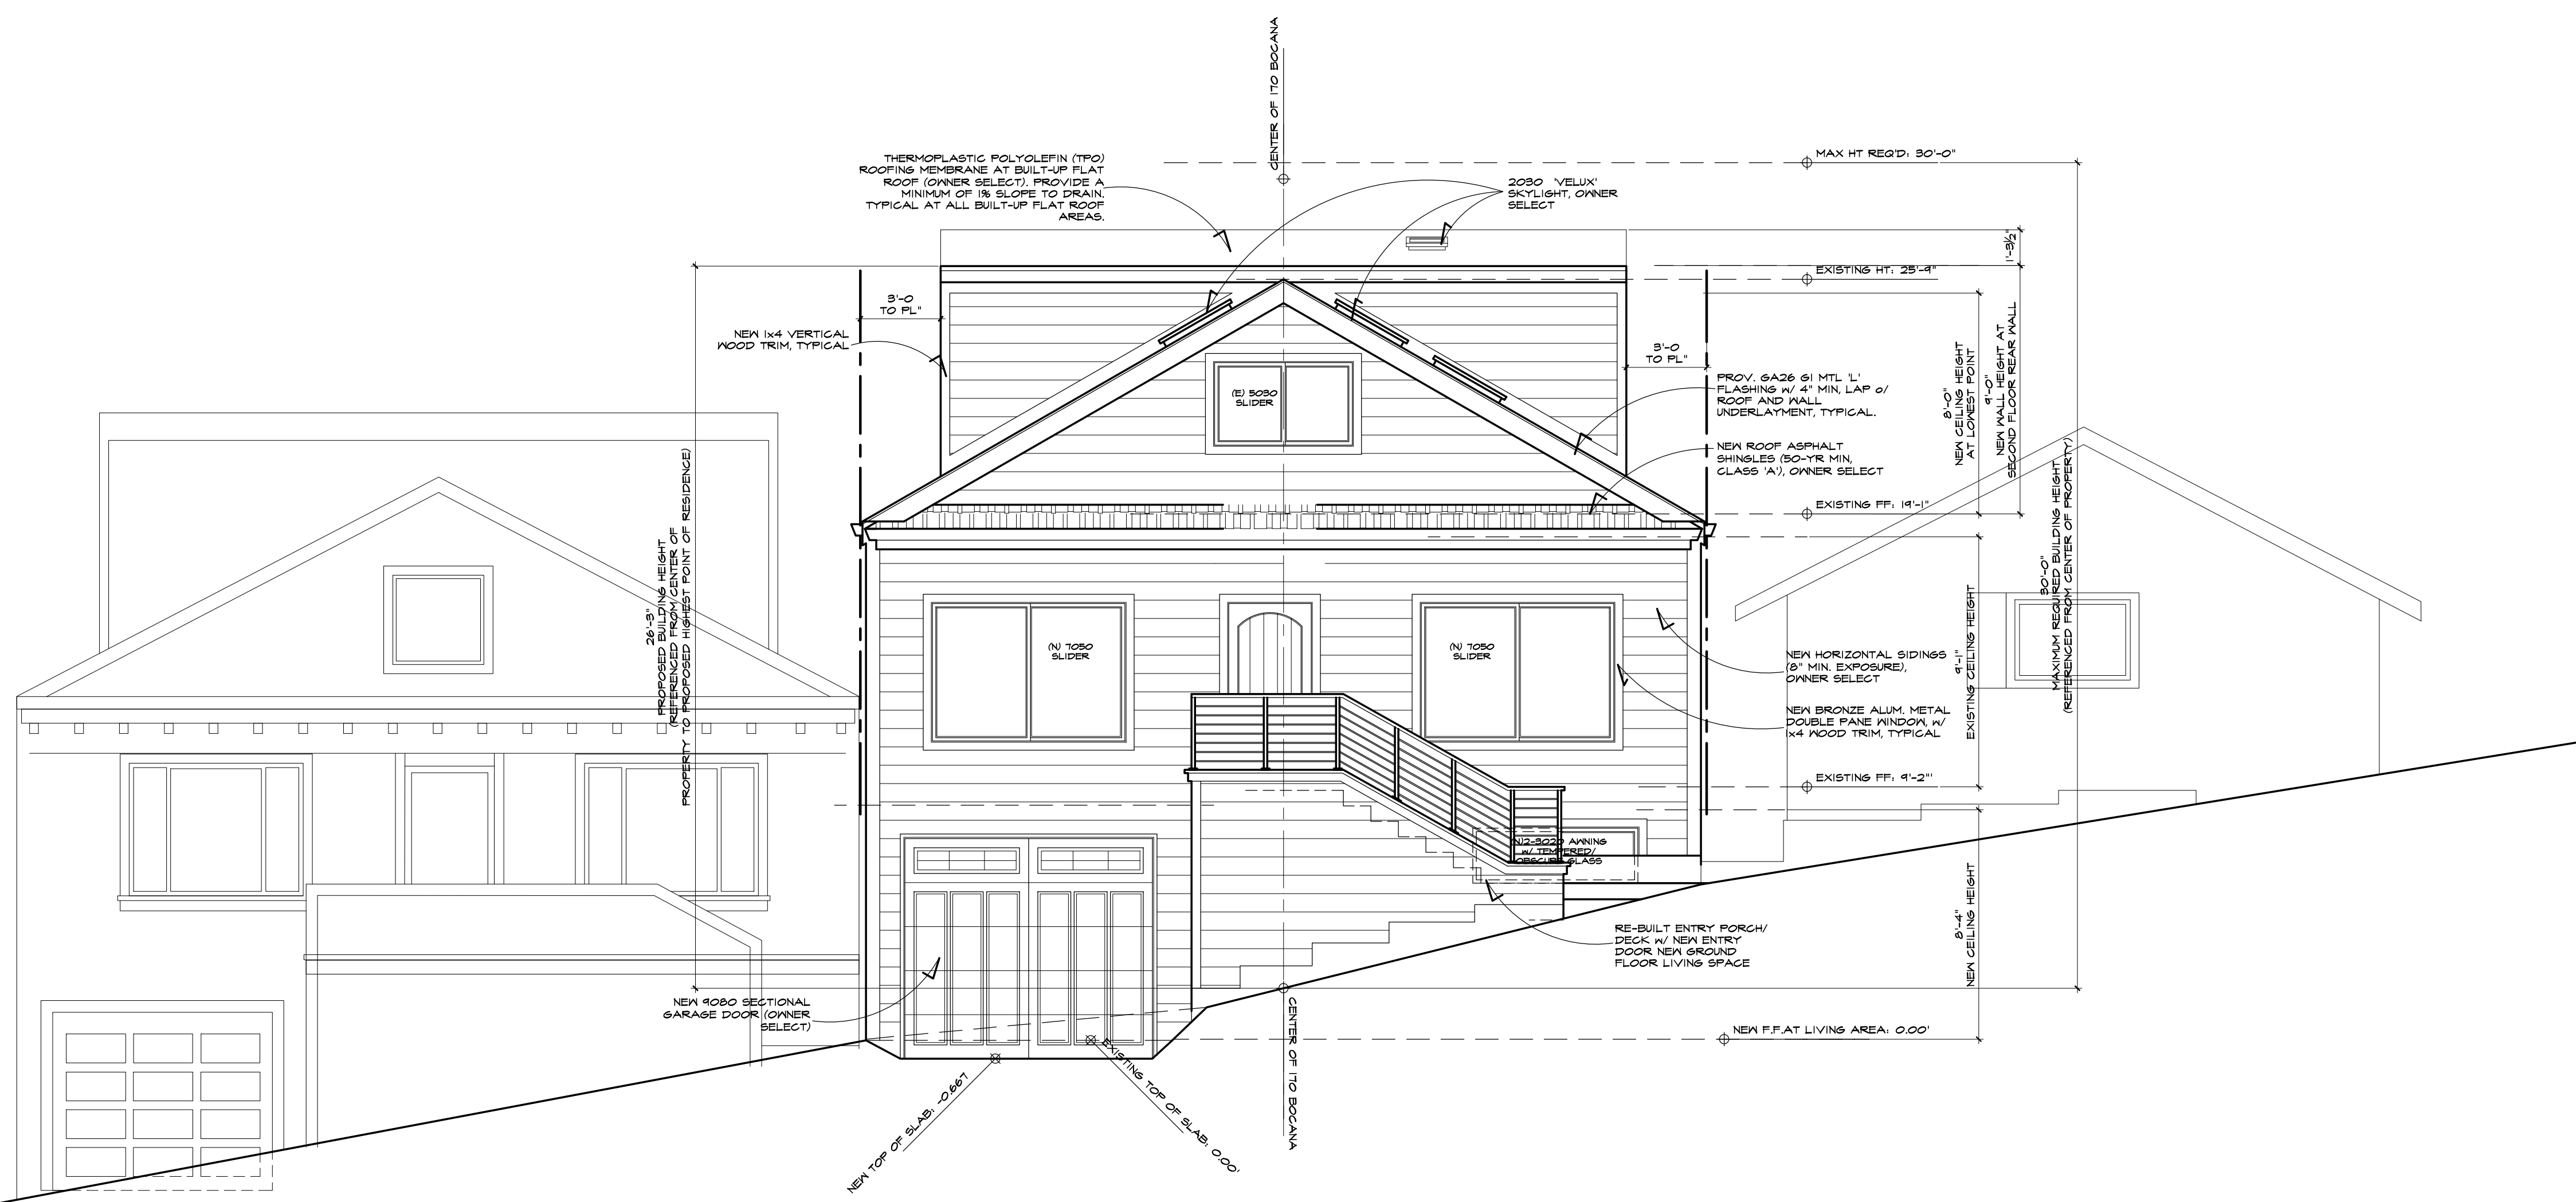 CENTER OF 170 BOCANA
THERMOPLASTIC POLYOLEFIN (TPO)
ROOFING MEMBRANE AT BUILT-UP FLAT
ROOF (OWNER SELECT). PROVIDE A
MINIMUM OF 1% SLOPE TO DRAIN.
TYPICAL AT ALL BUILT-UP FLAT ROOF
AREAS.
2030 'VELUX'
SKYLIGHT, OWNER
SELECT
MAX HT REQ'D: 30'-0"
1'-3½"
EXISTING HT: 25'-9"
3'-0
TO PL"
NEW 1x4 VERTICAL
WOOD TRIM, TYPICAL
(E) 5030
SLIDER
3'-0
TO PL"
PROV. GA26 GI MTL 'L'
FLASHING w/ 4" MIN, LAP o/
ROOF AND WALL
UNDERLAYMENT, TYPICAL.
NEW ROOF ASPHALT
SHINGLES (50-YR MIN,
CLASS 'A'), OWNER SELECT
8'-0"
NEW CEILING HEIGHT
AT LOWEST POINT
9'-0"
NEW WALL HEIGHT AT
SECOND FLOOR REAR WALL
EXISTING FF: 19'-1"
26'-3"
PROPOSED BUILDING HEIGHT
(REFERENCED FROM CENTER OF
PROPERTY TO PROPOSED HIGHEST POINT OF RESIDENCE)
30'-0"
MAXIMUM REQUIRED BUILDING HEIGHT
(REFERENCED FROM CENTER OF PROPERTY)
(N) 7050
SLIDER
(N) 7050
SLIDER
NEW HORIZONTAL SIDINGS
(8" MIN. EXPOSURE),
OWNER SELECT
9'-1"
EXISTING CEILING HEIGHT
NEW BRONZE ALUM. METAL
DOUBLE PANE WINDOW, w/
1x4 WOOD TRIM, TYPICAL
EXISTING FF: 9'-2"'
(N)2-3020 AWNING
w/ TEMPERED/
OBSCURE GLASS
8'-4"
NEW CEILING HEIGHT
RE-BUILT ENTRY PORCH/
DECK w/ NEW ENTRY
DOOR NEW GROUND
FLOOR LIVING SPACE
NEW 9080 SECTIONAL
GARAGE DOOR (OWNER
SELECT)
NEW F.F.AT LIVING AREA: 0.00'
NEW TOP OF SLAB: -0.667
EXISTING TOP OF SLAB: 0.00'
CENTER OF 170 BOCANA